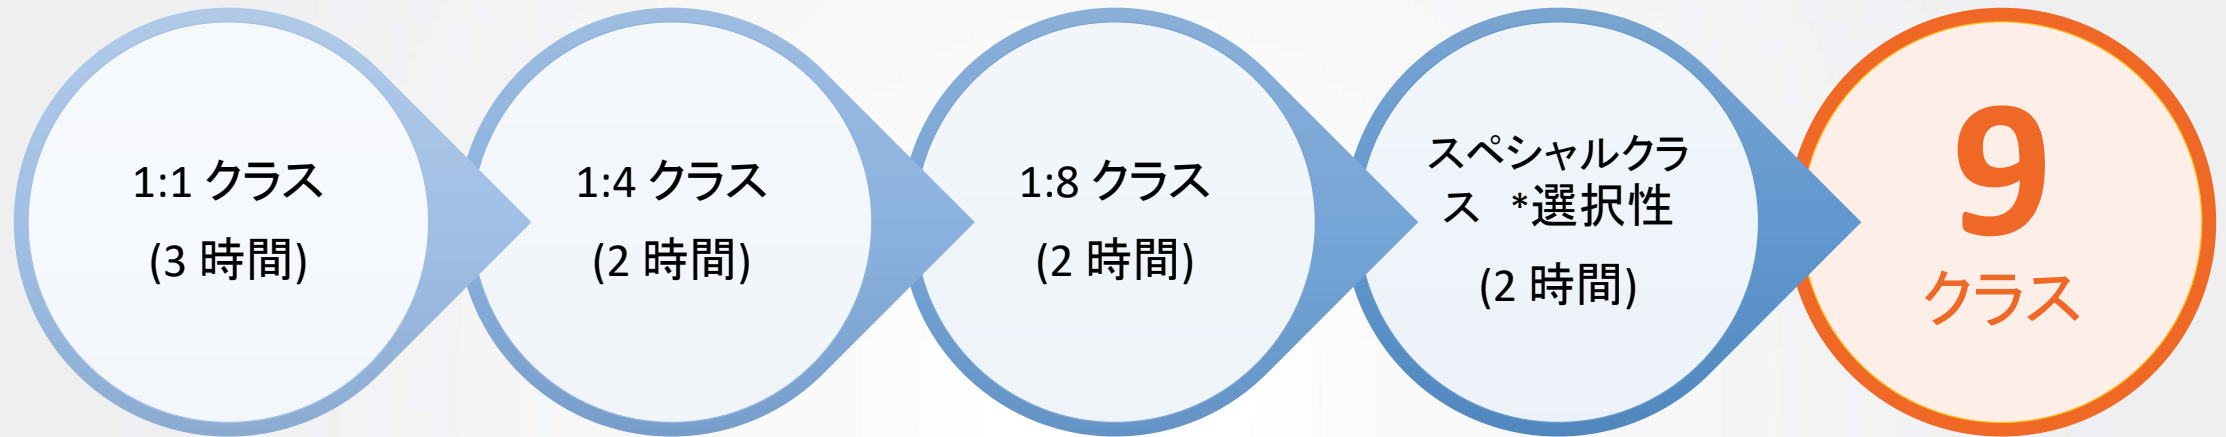 1:1 クラス
(3 時間)
1:4 クラス
(2 時間)
1:8 クラス
(2 時間)
スペシャルクラ
ス *選択性
(2 時間)
9
クラス